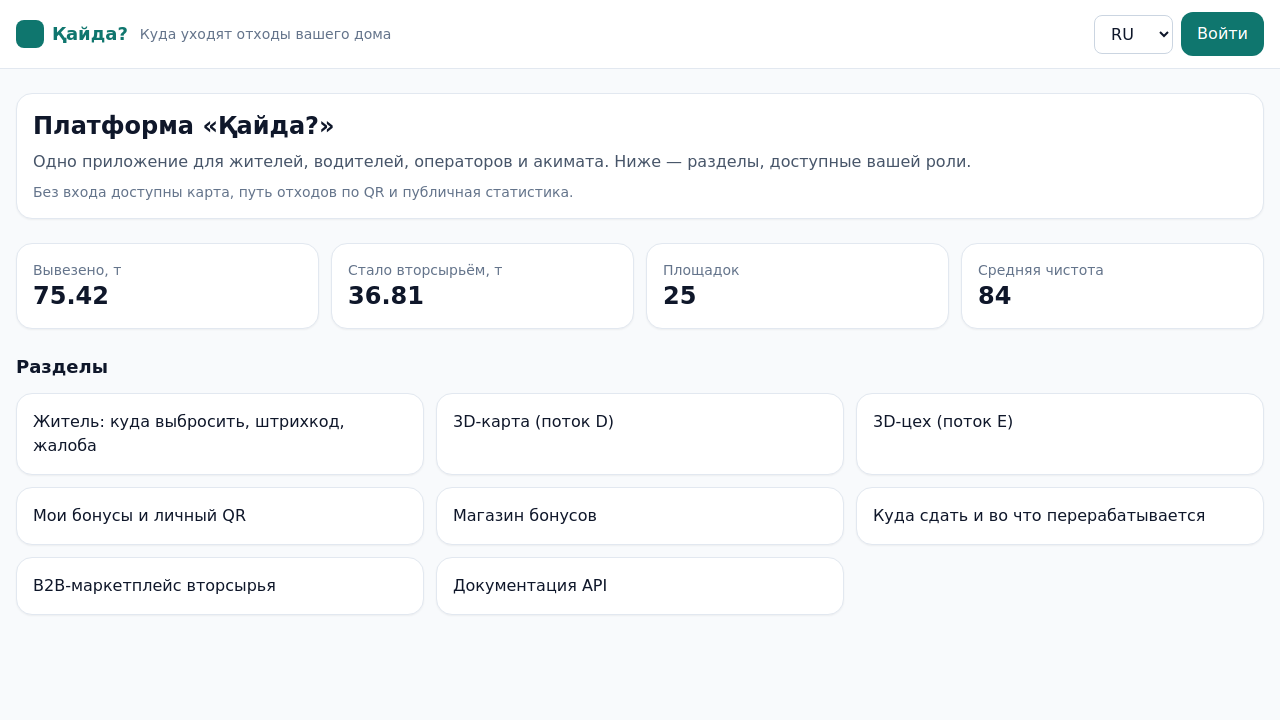 Қайда?
Куда уходят отходы вашего дома
RU
Войти
Платформа «Қайда?»
Одно приложение для жителей, водителей, операторов и акимата. Ниже — разделы, доступные вашей роли.
Без входа доступны карта, путь отходов по QR и публичная статистика.
Вывезено, т
75.42
Стало вторсырьём, т
36.81
Площадок
25
Средняя чистота
84
Разделы
Житель: куда выбросить, штрихкод,
жалоба
3D-карта (поток D)
3D-цех (поток E)
Мои бонусы и личный QR
Магазин бонусов
Куда сдать и во что перерабатывается
B2B-маркетплейс вторсырья
Документация API